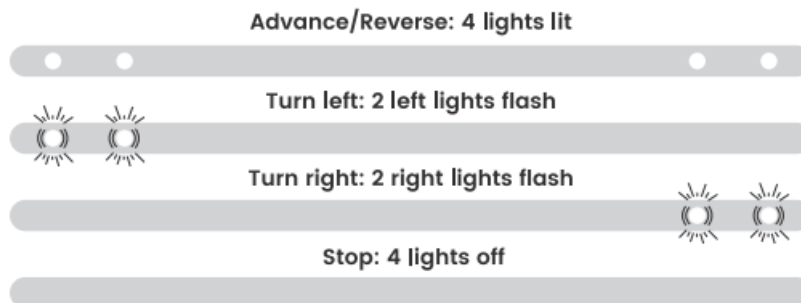 Advance/Reverse: 4 lights lit
Turn left: 2 left lights flash
Turn right: 2 right lights flash
Stop: 4 lights off